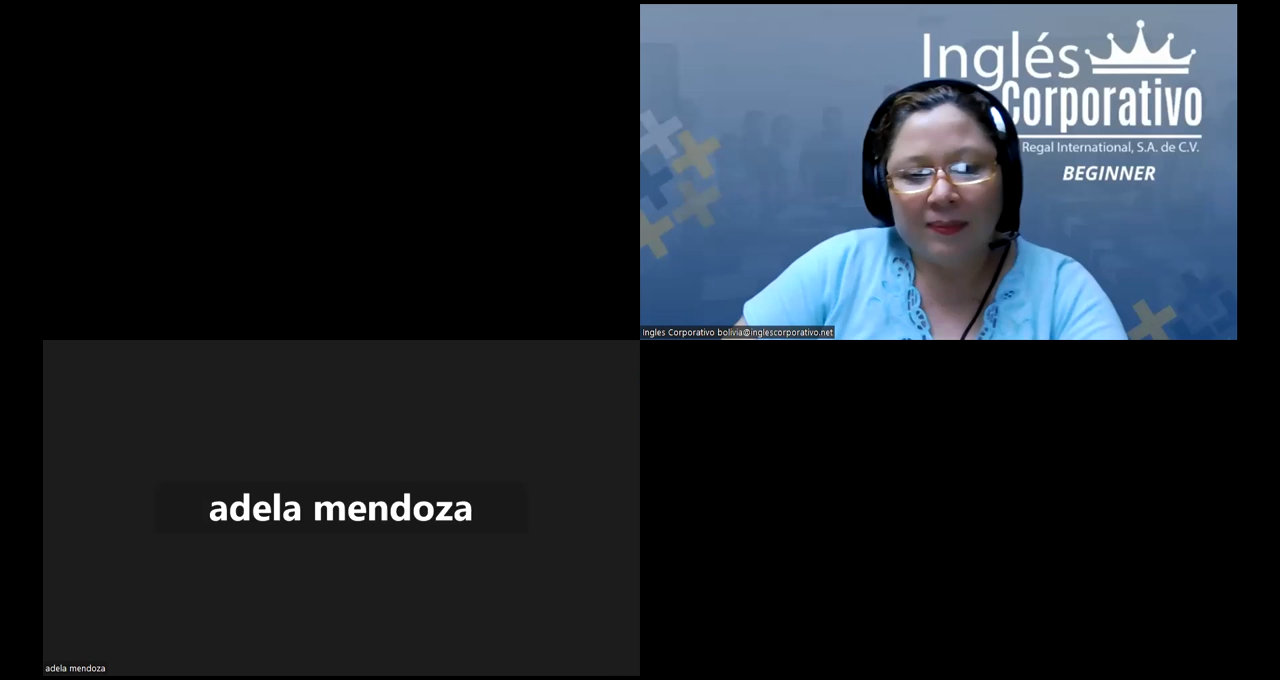 Inglés
Corporativo
Regal International, S.A. de C.V.
BEGINNER
Ingles Corporativo bolivia@inglescorporativo.net
adela mendoza
adela mendoza